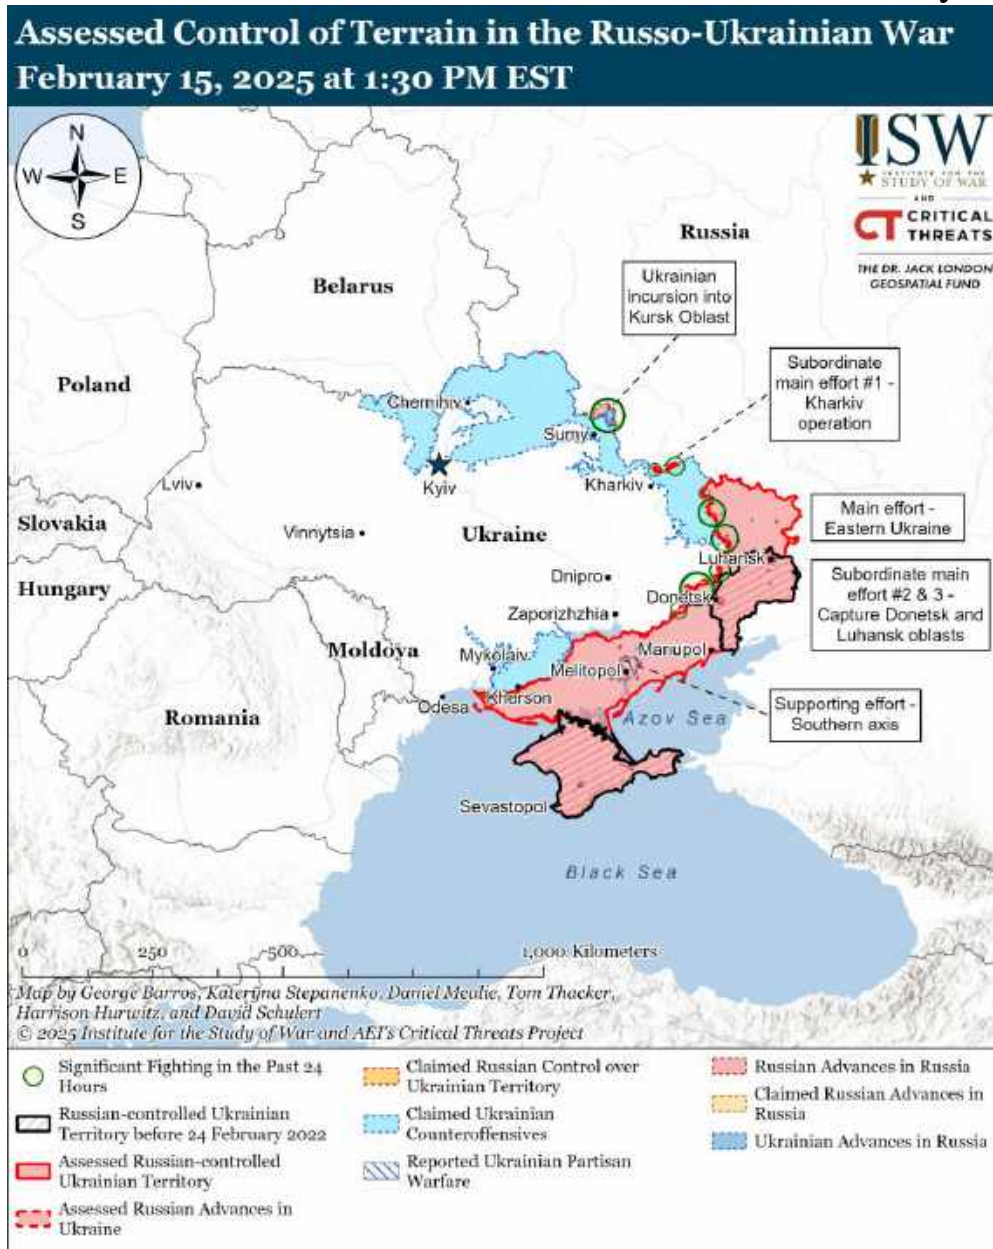 Assessed Control of Terrain in the Russo-Ukrainian War
February 15, 2025 at 1:30 PM EST
N
W
E
S
ISW
INSTITUTE FOR THE
STUDY OF WAR
AND
CT CRITICAL
THREATS
THE DR. JACK LONDON
GEOSPATIAL FUND
Russia
Belarus
Ukrainian
incursion into
Kursk Oblast
Poland
Subordinate
main effort #1 -
Kharkiv
operation
Chernihiv
Sumy
Lviv
Kyiv
Kharkiv
Slovakia
Vinnytsia
Ukraine
Main effort -
Eastern Ukraine
Luhansk
Hungary
Dnipro
Donetsk
Subordinate main
effort #2 & 3 -
Capture Donetsk and
Luhansk oblasts
Zaporizhzhia
Moldova
Mykolaiv
Mariupol
Melitopol
Kherson
Odesa
Romania
Azov Sea
Supporting effort -
Southern axis
Sevastopol
Black Sea
0 250 500 1,000 Kilometers
Map by George Barros, Kateryna Stepanenko, Daniel Mealie, Tom Thacker,
Harrison Hurwitz, and David Schulert
© 2025 Institute for the Study of War and AEI's Critical Threats Project
Significant Fighting in the Past 24
Hours
Russian-controlled Ukrainian
Territory before 24 February 2022
Assessed Russian-controlled
Ukrainian Territory
Assessed Russian Advances in
Ukraine
Claimed Russian Control over
Ukrainian Territory
Claimed Ukrainian
Counteroffensives
Reported Ukrainian Partisan
Warfare
Russian Advances in Russia
Claimed Russian Advances in
Russia
Ukrainian Advances in Russia